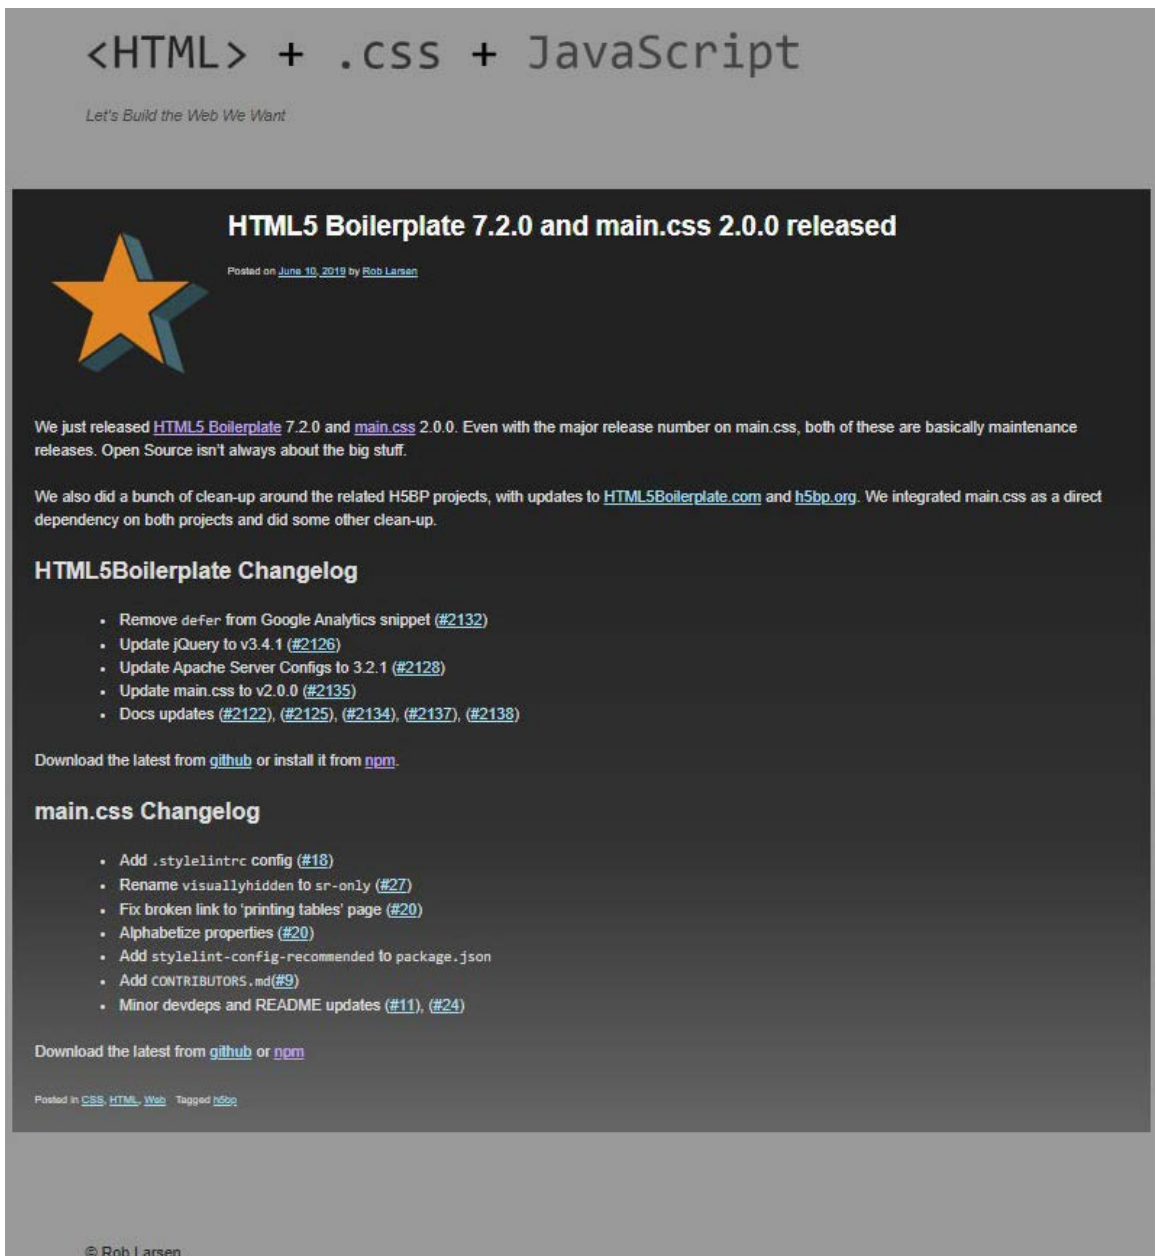 <HTML> + .css + JavaScript
Let's Build the Web We Want
HTML5 Boilerplate 7.2.0 and main.css 2.0.0 released
Posted on June 10, 2019 by Rob Larsen
We just released HTML5 Boilerplate 7.2.0 and main.css 2.0.0. Even with the major release number on main.css, both of these are basically maintenance
releases. Open Source isn't always about the big stuff.
We also did a bunch of clean-up around the related H5BP projects, with updates to HTML5Boilerplate.com and h5bp.org. We integrated main.css as a direct
dependency on both projects and did some other clean-up.
HTML5Boilerplate Changelog
• Remove defer from Google Analytics snippet (#2132)
• Update jQuery to v3.4.1 (#2126)
• Update Apache Server Configs to 3.2.1 (#2128)
• Update main.css to v2.0.0 (#2135)
• Docs updates (#2122), (#2125), (#2134), (#2137), (#2138)
Download the latest from github or install it from npm.
main.css Changelog
• Add .stylelintrc config (#18)
• Rename visuallyhidden to sr-only (#27)
• Fix broken link to 'printing tables' page (#20)
• Alphabetize properties (#20)
• Add stylelint-config-recommended to package.json
• Add CONTRIBUTORS.md(#9)
• Minor devdeps and README updates (#11), (#24)
Download the latest from github or npm
Posted in CSS, HTML, Web Tagged h5bp
© Rob Larsen